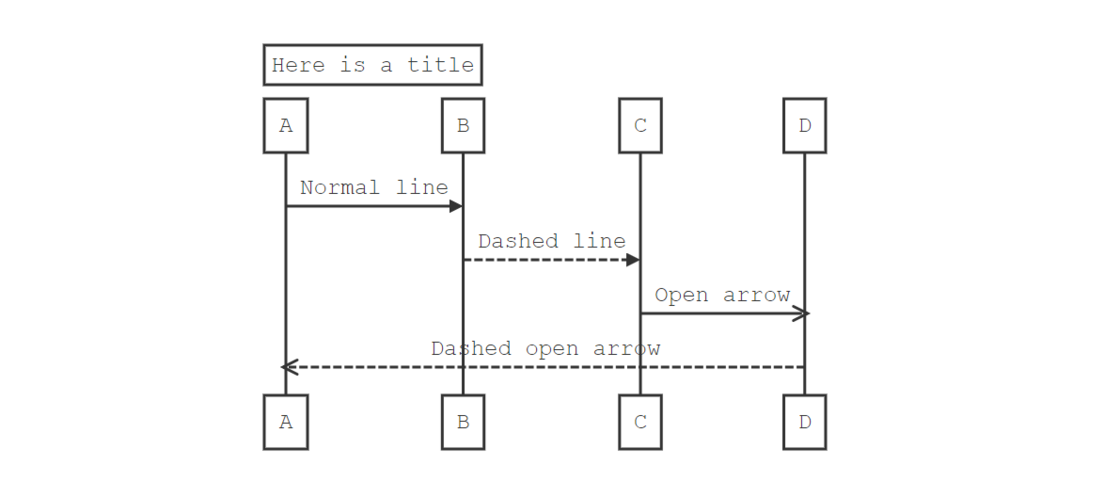 Here is a title
A B C D
Normal line
Dashed line
Open arrow
Dashed open arrow
A B C D